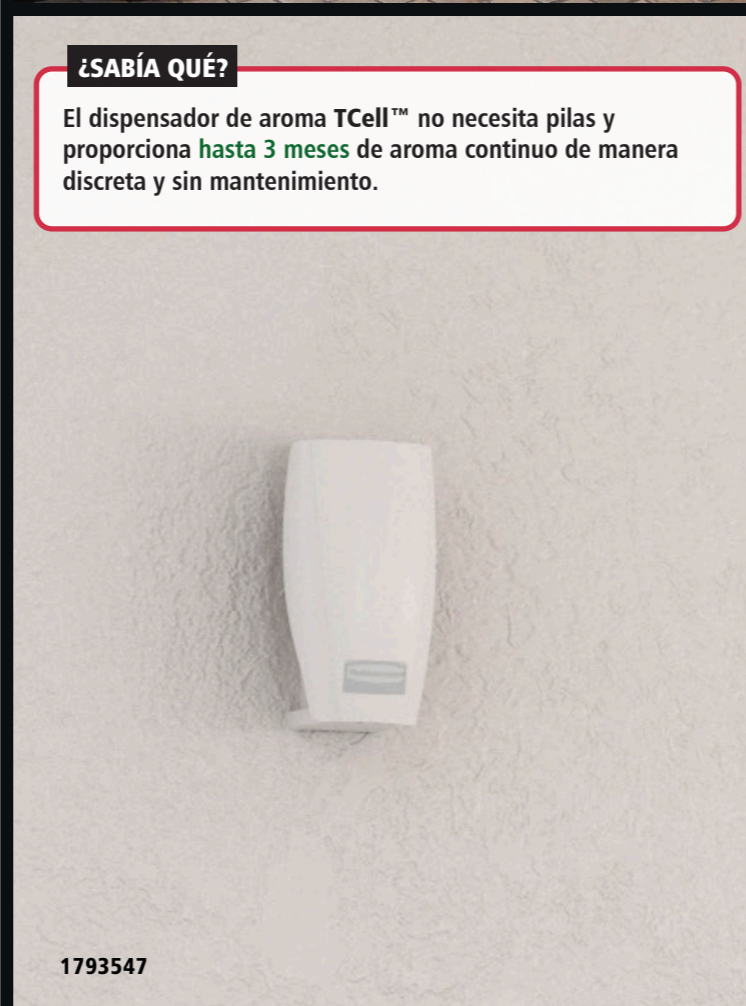 ¿SABÍA QUÉ?
El dispensador de aroma TCell™ no necesita pilas y
proporciona hasta 3 meses de aroma continuo de manera
discreta y sin mantenimiento.
1793547